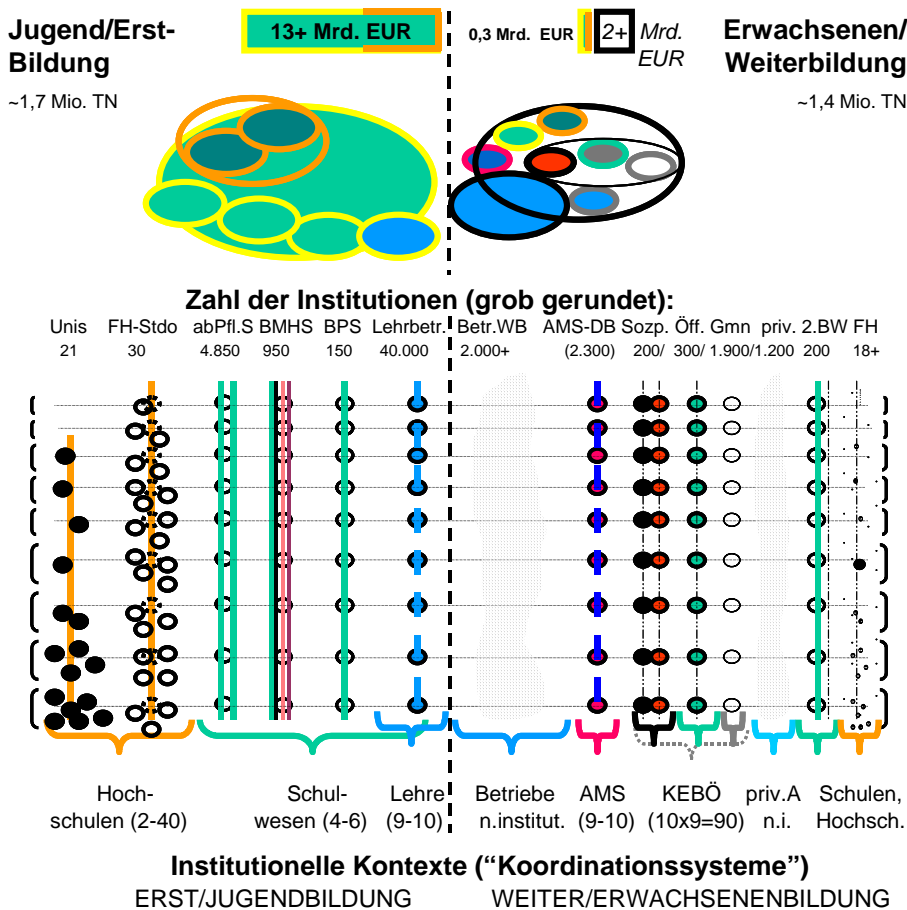 Jugend/Erst-
Bildung
~1,7 Mio. TN
13+ Mrd. EUR
0,3 Mrd. EUR
2+ Mrd.
EUR
Erwachsenen/
Weiterbildung
~1,4 Mio. TN
Zahl der Institutionen (grob gerundet):
Unis FH-Stdo abPfl.S BMHS BPS Lehrbetr. Betr.WB AMS-DB Sozp. Öff. Gmn priv. 2.BW FH
21 30 4.850 950 150 40.000 2.000+ (2.300) 200/ 300/ 1.900/1.200 200 18+
Hoch- Schul- Lehre Betriebe AMS KEBÖ priv.A Schulen,
schulen (2-40) wesen (4-6) (9-10) n.institut. (9-10) (10x9=90) n.i. Hochsch.
Institutionelle Kontexte (“Koordinationssysteme”)
ERST/JUGENDBILDUNG WEITER/ERWACHSENENBILDUNG